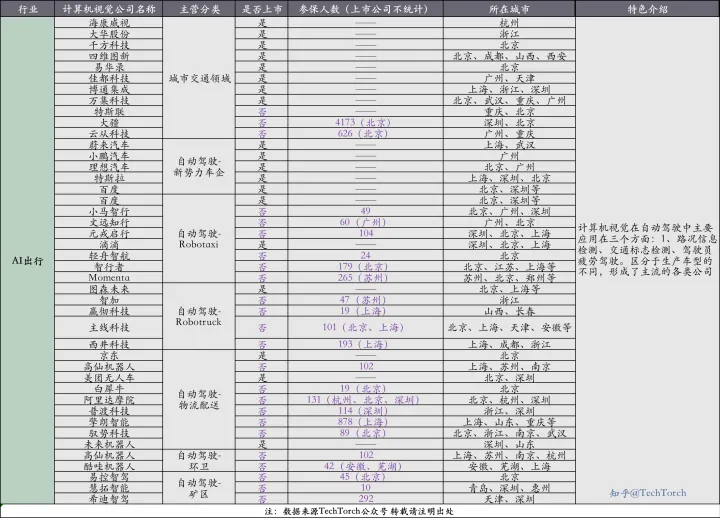 行业 计算机视觉公司名称 主营分类 是否上市 参保人数（上市公司不统计） 所在城市 特色介绍
海康威视 是 —— 杭州
大华股份 是 —— 浙江
千方科技 是 —— 北京
四维图新 是 —— 北京、成都、山西、西安
易华录 是 —— 北京
佳都科技 城市交通领域 是 —— 广州、天津
博通集成 是 —— 上海、浙江、深圳
万集科技 是 —— 北京、武汉、重庆、广州
特斯联 否 —— 重庆、北京
大疆 否 4173（北京） 深圳、北京
云从科技 否 626（北京） 广州、重庆
蔚来汽车 是 —— 上海、武汉
小鹏汽车 自动驾驶- 是 —— 广州
理想汽车 新势力车企 是 —— 北京、广州
特斯拉 是 —— 上海、深圳、北京
百度 是 —— 北京、深圳等
百度 是 —— 北京、深圳等
小马智行 否 49 北京、广州、深圳
文远知行 否 60（广州） 广州、北京
元戎启行 自动驾驶- 否 104 深圳、北京、上海
滴滴 Robotaxi 是 —— 深圳、北京、上海
轻舟智航 否 24 北京
AI出行 智行者 否 179（北京） 北京、江苏、上海等
Momenta 否 265（苏州） 苏州、北京、郑州等
计算机视觉在自动驾驶中主要
应用在三个方面：1、路况信息
检测、交通标志检测、驾驶员
疲劳驾驶。区分于生产车型的
不同，形成了主流的各类公司
图森未来 是 —— 北京、上海等
智加 否 47（苏州） 浙江
嬴彻科技 自动驾驶- 否 19（上海） 山西、长春
主线科技 Robotruck 否 101（北京、上海） 北京、上海、天津、安徽等
西井科技 否 193（上海） 上海、成都、浙江
京东 是 —— 北京
高仙机器人 否 102 上海、苏州、南京
美团无人车 是 —— 北京、深圳
白犀牛 自动驾驶- 否 19（北京） 北京
阿里达摩院 物流配送 否 131（杭州、北京、深圳） 北京、杭州、深圳
普渡科技 否 114（深圳） 浙江、深圳
擎朗智能 否 878（上海） 上海、山东、重庆等
驭势科技 否 89（北京） 北京、浙江、南京、武汉
未来机器人 是 —— 深圳、山东
高仙机器人 自动驾驶- 否 102 上海、苏州、南京、杭州
酷哇机器人 环卫 否 42（安徽、芜湖） 安徽、芜湖、上海
易控智驾 自动驾驶- 否 45（北京） 北京
慧拓智能 矿区 否 10 青岛、深圳、惠州
希迪智驾 否 292 天津、深圳
知乎@TechTorch
注：数据来源TechTorch公众号 转载请注明出处